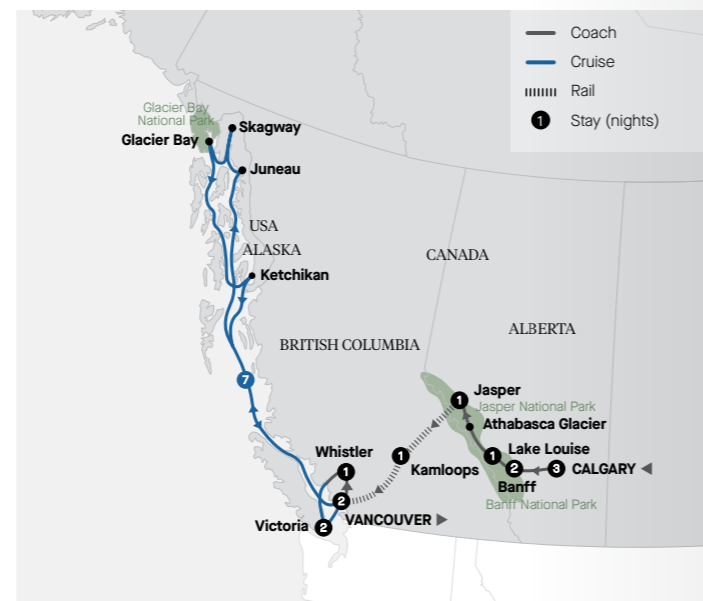 Coach
Cruise
Rail
1 Stay (nights)
Glacier Bay
National Park
Glacier Bay
Skagway
Juneau
USA
ALASKA
Ketchikan
CANADA
BRITISH COLUMBIA
ALBERTA
7
Jasper
1
Jasper National Park
Athabasca Glacier
Whistler
1
1
Kamloops
1
Lake Louise
2
Banff
3
CALGARY
Banff National Park
2
VANCOUVER
Victoria
2